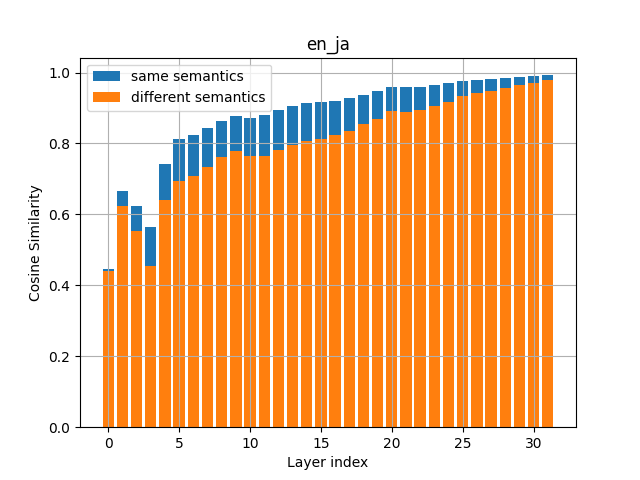 en_ja
same semantics
different semantics
Cosine Similarity
1.0
0.8
0.6
0.4
0.2
0.0
0 5 10 15 20 25 30
Layer index